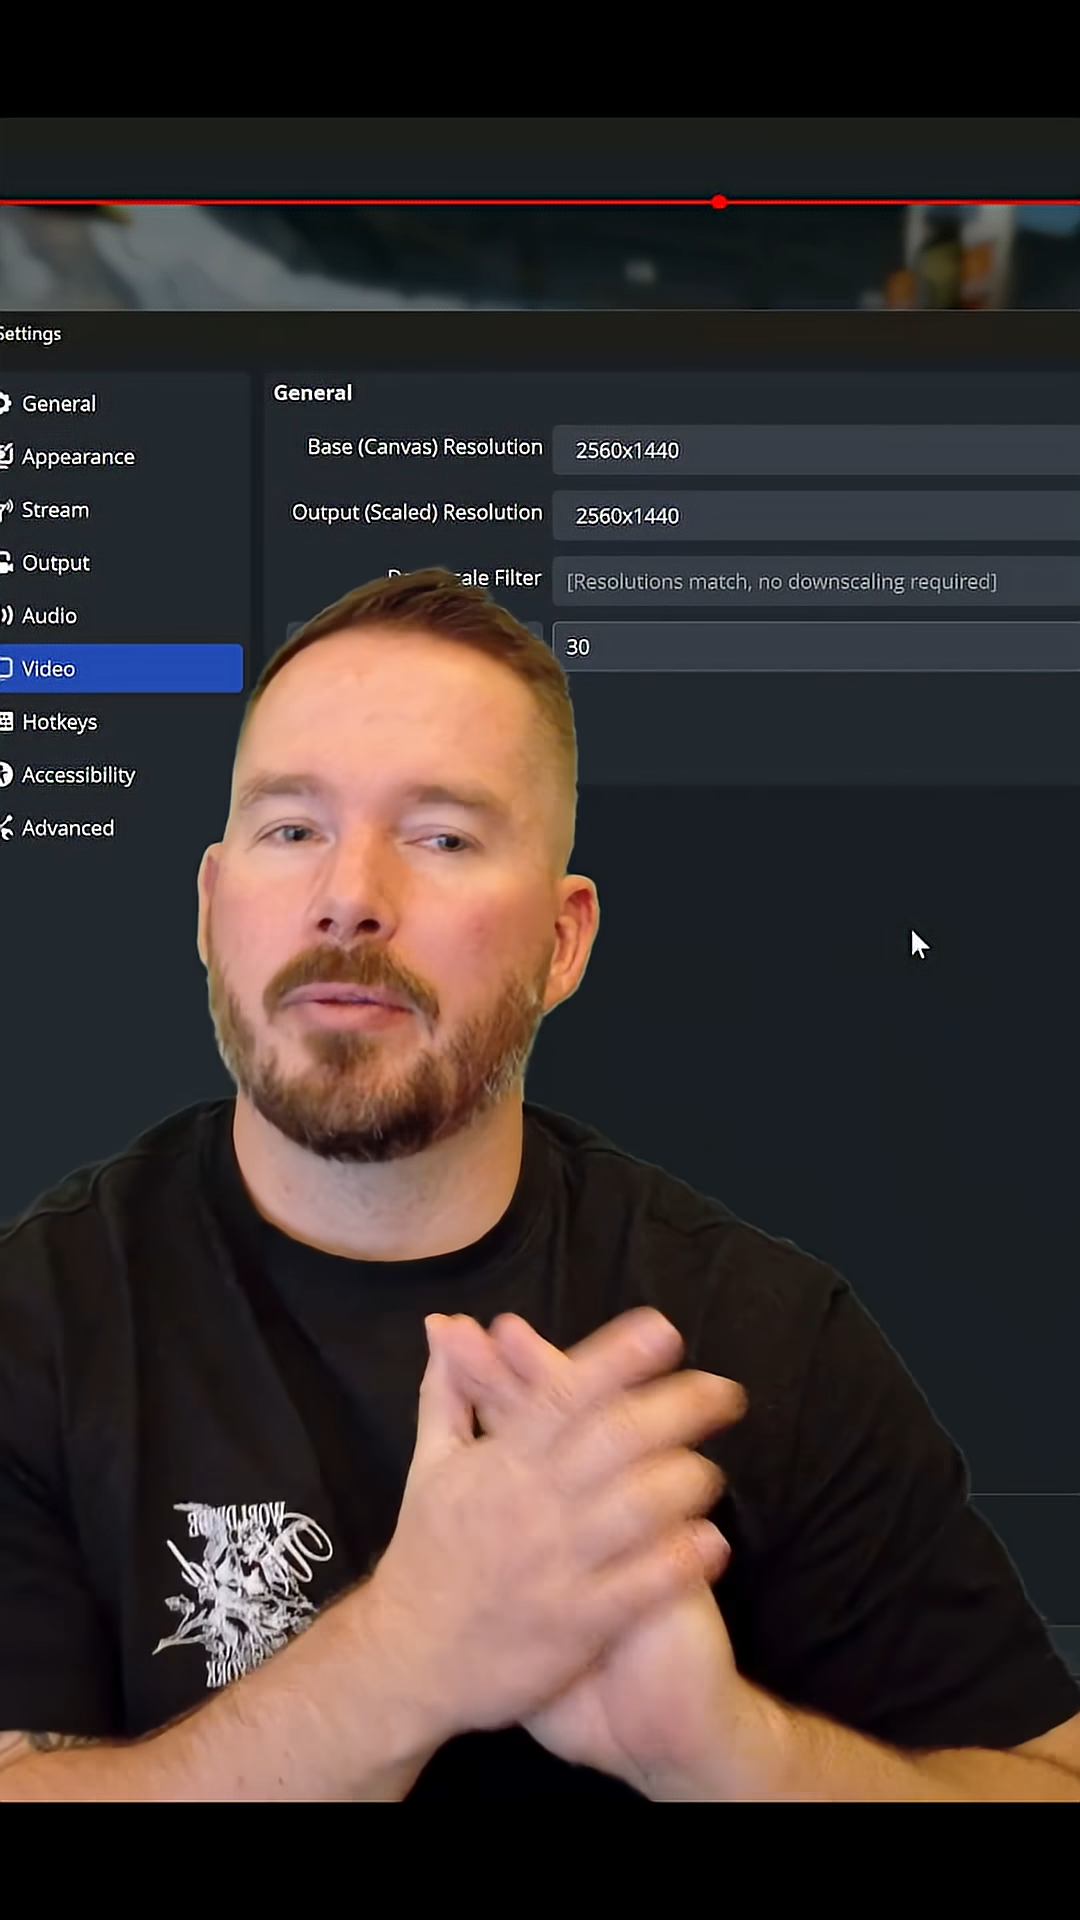 Settings
General
Appearance
Stream
Output
Audio
Video
Hotkeys
Accessibility
Advanced
General
Base (Canvas) Resolution
2560x1440
Output (Scaled) Resolution
2560x1440
Filter
[Resolutions match, no downscaling required]
30
WORLDWIDE